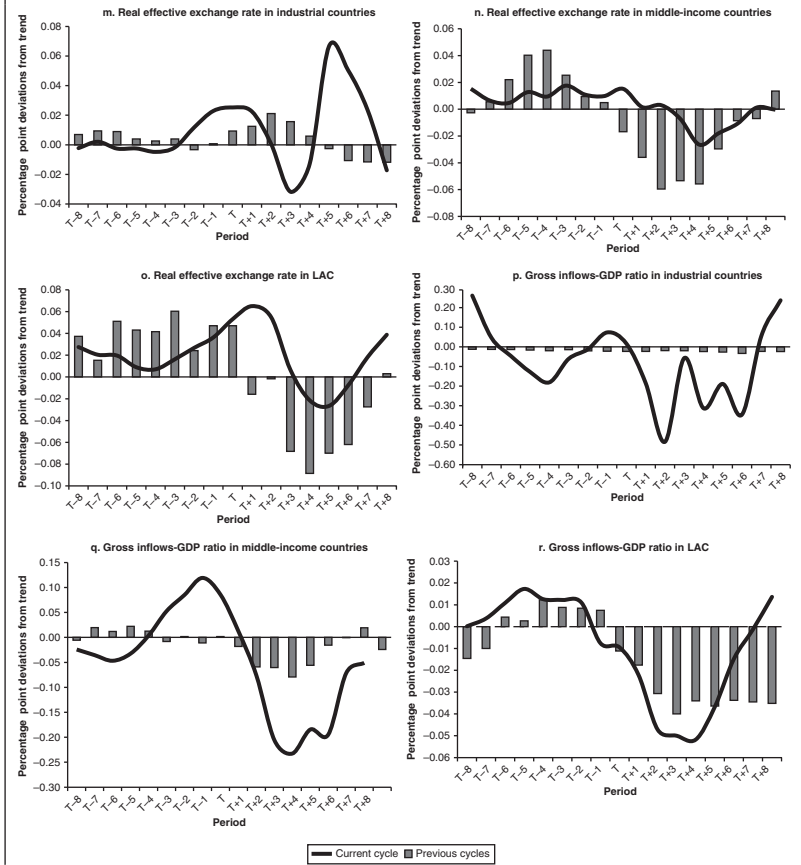 m. Real effective exchange rate in industrial countries
Percentage point deviations from trend
0.08
0.06
0.04
0.02
0.00
–0.02
–0.04
T–8 T–7 T–6 T–5 T–4 T–3 T–2 T–1 T T+1 T+2 T+3 T+4 T+5 T+6 T+7 T+8
Period
n. Real effective exchange rate in middle-income countries
Percentage point deviations from trend
0.06
0.04
0.02
0.00
–0.02
–0.04
–0.06
–0.08
T–8 T–7 T–6 T–5 T–4 T–3 T–2 T–1 T T+1 T+2 T+3 T+4 T+5 T+6 T+7 T+8
Period
o. Real effective exchange rate in LAC
Percentage point deviations from trend
0.08
0.06
0.04
0.02
0.00
–0.02
–0.04
–0.06
–0.08
–0.10
T–8 T–7 T–6 T–5 T–4 T–3 T–2 T–1 T T+1 T+2 T+3 T+4 T+5 T+6 T+7 T+8
Period
p. Gross inflows-GDP ratio in industrial countries
Percentage point deviations from trend
0.30
0.20
0.10
0.00
–0.10
–0.20
–0.30
–0.40
–0.50
–0.60
T–8 T–7 T–6 T–5 T–4 T–3 T–2 T–1 T T+1 T+2 T+3 T+4 T+5 T+6 T+7 T+8
Period
q. Gross inflows-GDP ratio in middle-income countries
Percentage point deviations from trend
0.15
0.10
0.05
0.00
–0.05
–0.10
–0.15
–0.20
–0.25
–0.30
T–8 T–7 T–6 T–5 T–4 T–3 T–2 T–1 T T+1 T+2 T+3 T+4 T+5 T+6 T+7 T+8
Period
r. Gross inflows-GDP ratio in LAC
Percentage point deviations from trend
0.03
0.010
0.01
0.00
–0.01
–0.02
–0.03
–0.04
–0.05
–0.06
T–8 T–7 T–6 T–5 T–4 T–3 T–2 T–1 T T+1 T+2 T+3 T+4 T+5 T+6 T+7 T+8
Period
Current cycle Previous cycles